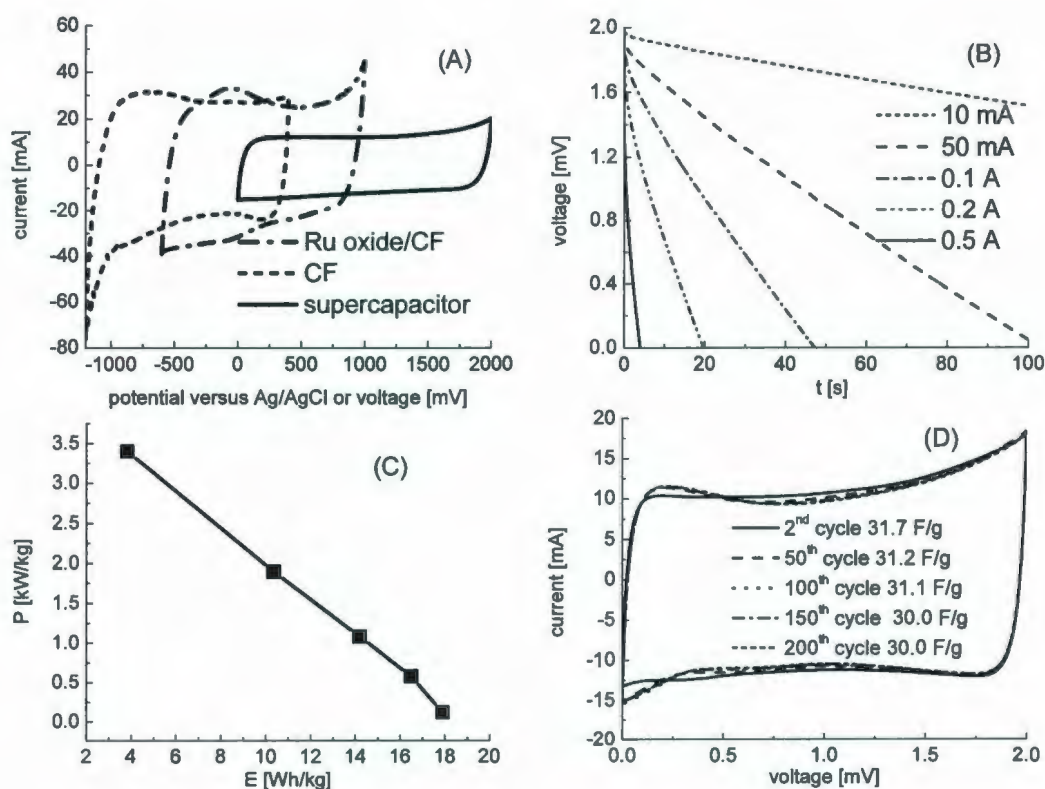 (A)
60
40
20
0
-20
-40
-60
-80
current [mA]
Ru oxide/CF
CF
supercapacitor
-1000 -500 0 500 1000 1500 2000
potential versus Ag/AgCl or voltage [mV]
(B)
2.0
1.6
1.2
0.8
0.4
0.0
voltage [mV]
10 mA
50 mA
0.1 A
0.2 A
0.5 A
0 20 40 60 80 100
t [s]
(C)
3.5
3.0
2.5
2.0
1.5
1.0
0.5
0.0
P [kW/kg]
2 4 6 8 10 12 14 16 18 20
E [Wh/kg]
(D)
20
15
10
5
0
-5
-10
-15
-20
current [mA]
2nd cycle 31.7 F/g
50th cycle 31.2 F/g
100th cycle 31.1 F/g
150th cycle 30.0 F/g
200th cycle 30.0 F/g
0.0 0.5 1.0 1.5 2.0
voltage [mV]